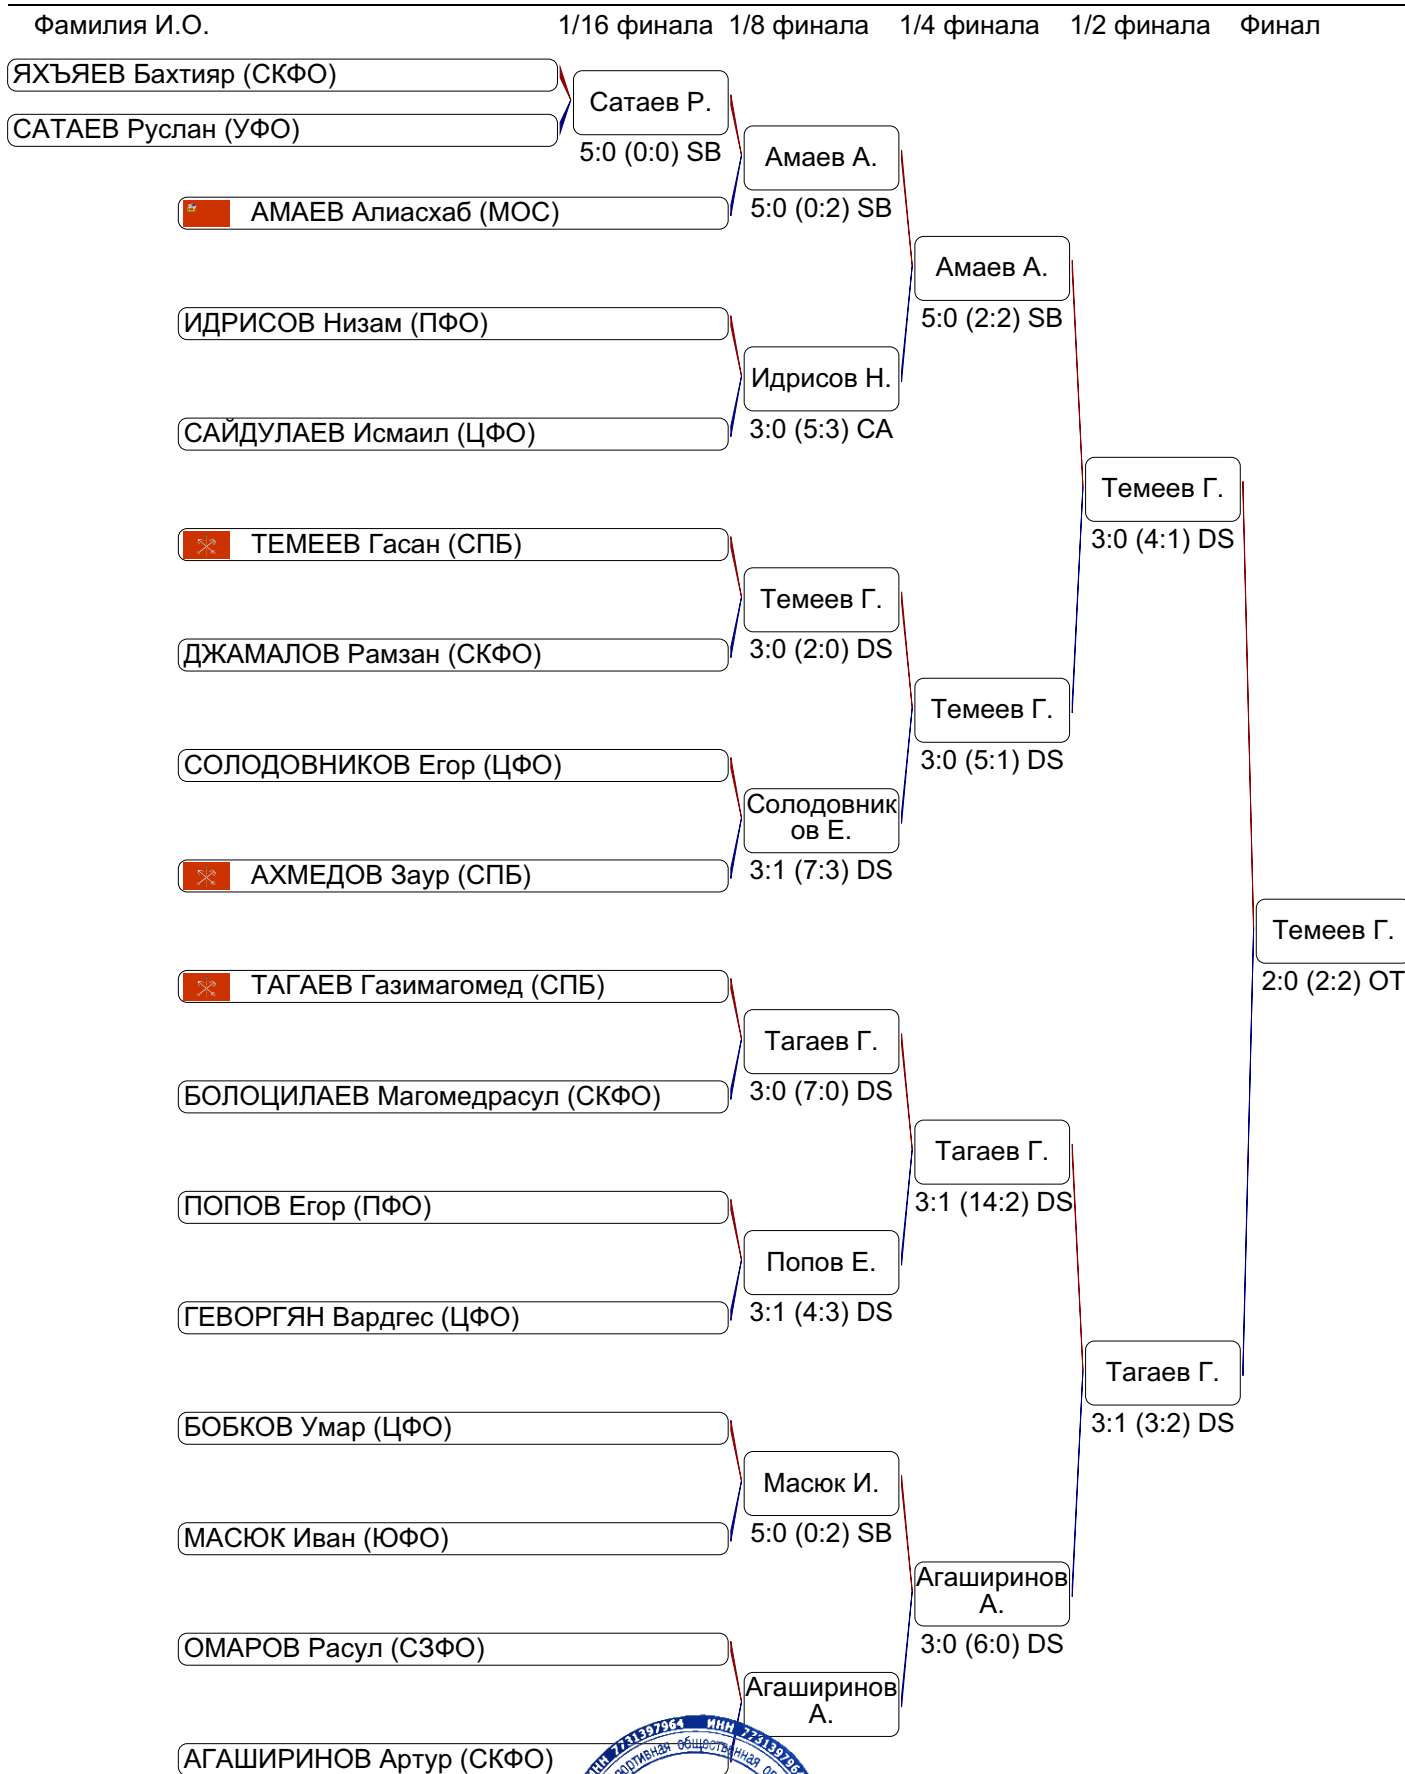 Фамилия И.О. 1/16 финала 1/8 финала 1/4 финала 1/2 финала Финал
ЯХЪЯЕВ Бахтияр (СКФО)
Сатаев Р.
САТАЕВ Руслан (УФО)
5:0 (0:0) SB
Амаев А.
АМАЕВ Алиасхаб (МОС)
5:0 (0:2) SB
Амаев А.
5:0 (2:2) SB
ИДРИСОВ Низам (ПФО)
Идрисов Н.
САЙДУЛАЕВ Исмаил (ЦФО)
3:0 (5:3) CA
Темеев Г.
3:0 (4:1) DS
ТЕМЕЕВ Гасан (СПБ)
Темеев Г.
ДЖАМАЛОВ Рамзан (СКФО)
3:0 (2:0) DS
Темеев Г.
3:0 (5:1) DS
СОЛОДОВНИКОВ Егор (ЦФО)
Солодовник
ов Е.
АХМЕДОВ Заур (СПБ)
3:1 (7:3) DS
Темеев Г.
2:0 (2:2) OT
ТАГАЕВ Газимагомед (СПБ)
Тагаев Г.
БОЛОЦИЛАЕВ Магомедрасул (СКФО)
3:0 (7:0) DS
Тагаев Г.
3:1 (14:2) DS
ПОПОВ Егор (ПФО)
Попов Е.
ГЕВОРГЯН Вардгес (ЦФО)
3:1 (4:3) DS
Тагаев Г.
3:1 (3:2) DS
БОБКОВ Умар (ЦФО)
Масюк И.
МАСЮК Иван (ЮФО)
5:0 (0:2) SB
Агаширинов
А.
3:0 (6:0) DS
ОМАРОВ Расул (СЗФО)
Агаширинов
А.
АГАШИРИНОВ Артур (СКФО)
ИНН 7731397964 ИНН
общественная